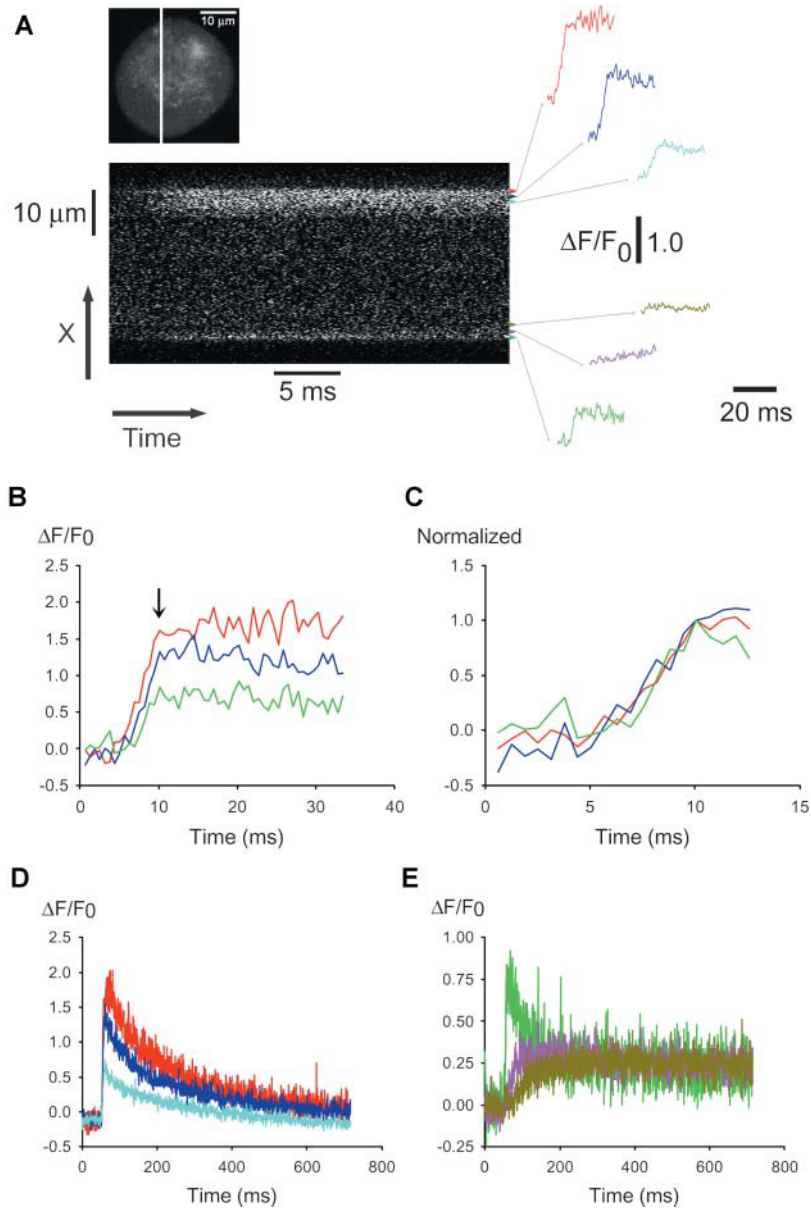 A
10 μm
10 μm
X
5 ms
Time
ΔF/F0 1.0
20 ms
B
ΔF/F0
2.5
2.0
1.5
1.0
0.5
0.0
-0.5
0 10 20 30 40
Time (ms)
C
Normalized
1.5
1.0
0.5
0.0
-0.5
0 5 10 15
Time (ms)
D
ΔF/F0
2.5
2.0
1.5
1.0
0.5
0.0
-0.5
0 200 400 600 800
Time (ms)
E
ΔF/F0
1.00
0.75
0.50
0.25
0.00
-0.25
0 200 400 600 800
Time (ms)